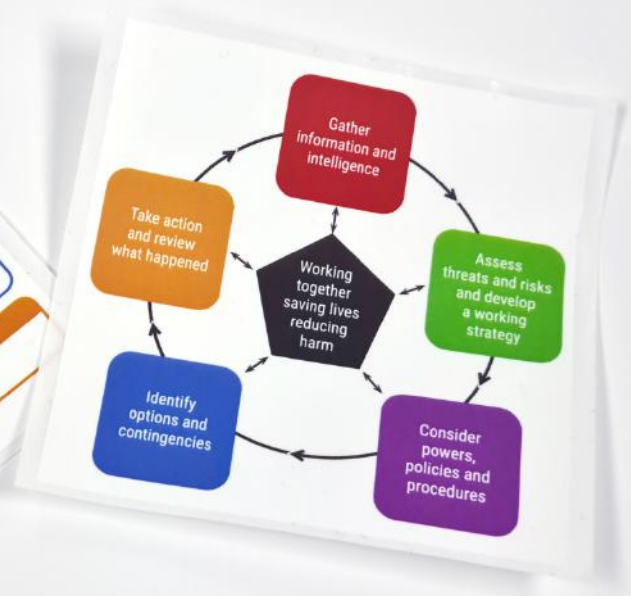 Gather
information and
intelligence
Assess
threats and risks
and develop
a working
strategy
Consider
powers,
policies and
procedures
Identify
options and
contingencies
Take action
and review
what happened
Working
together
saving lives
reducing
harm